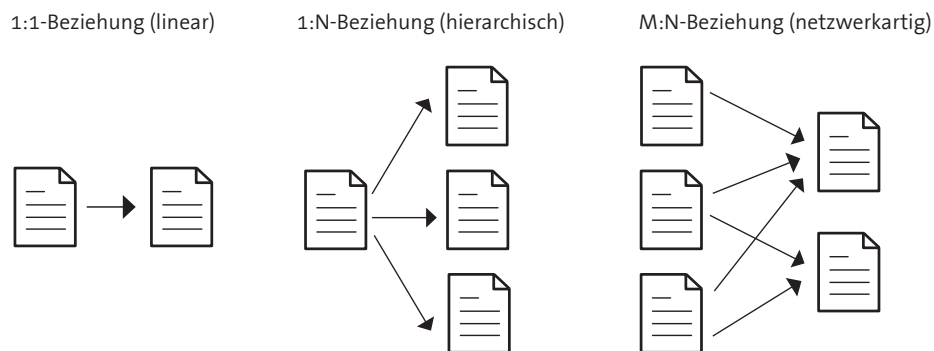 1:1-Beziehung (linear)
1:N-Beziehung (hierarchisch)
M:N-Beziehung (netzwerkartig)